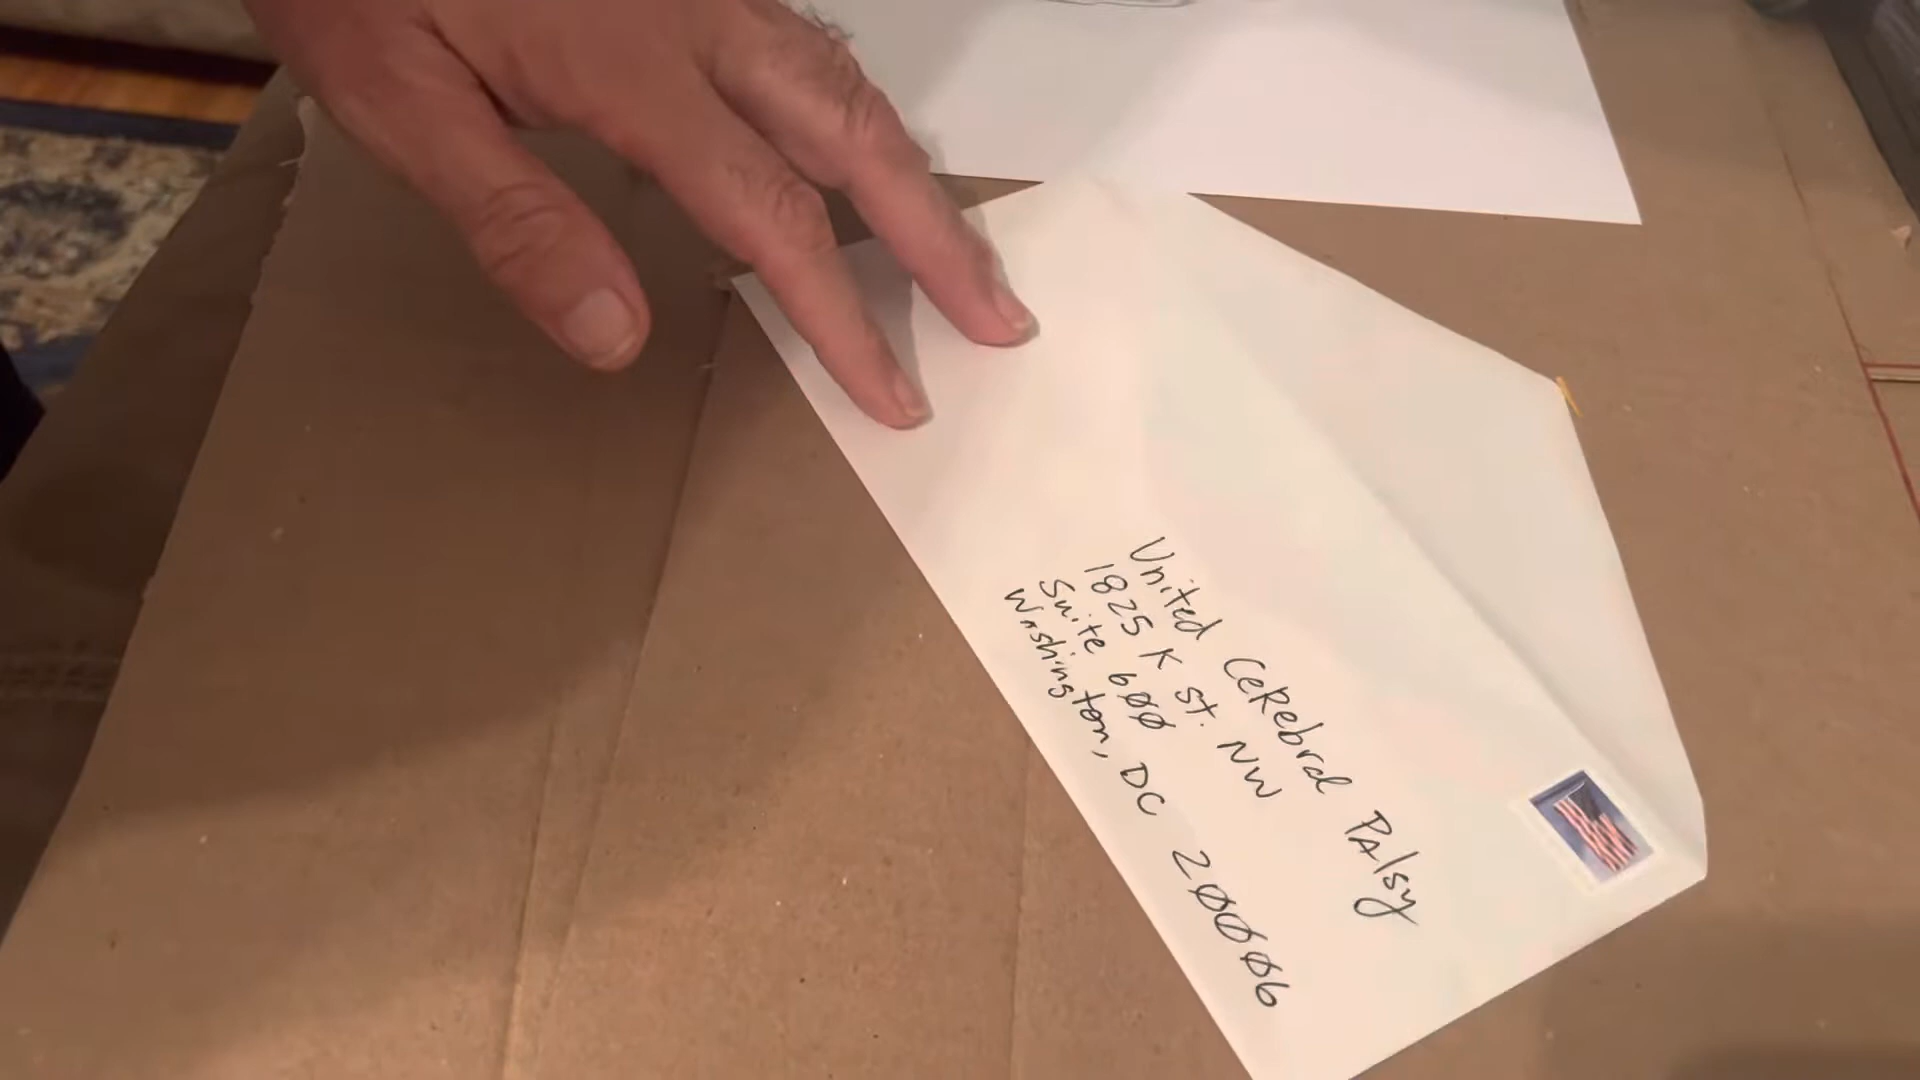 United Cerebral Palsy
1825 K St. NW
Suite 600
Washington, DC 20006